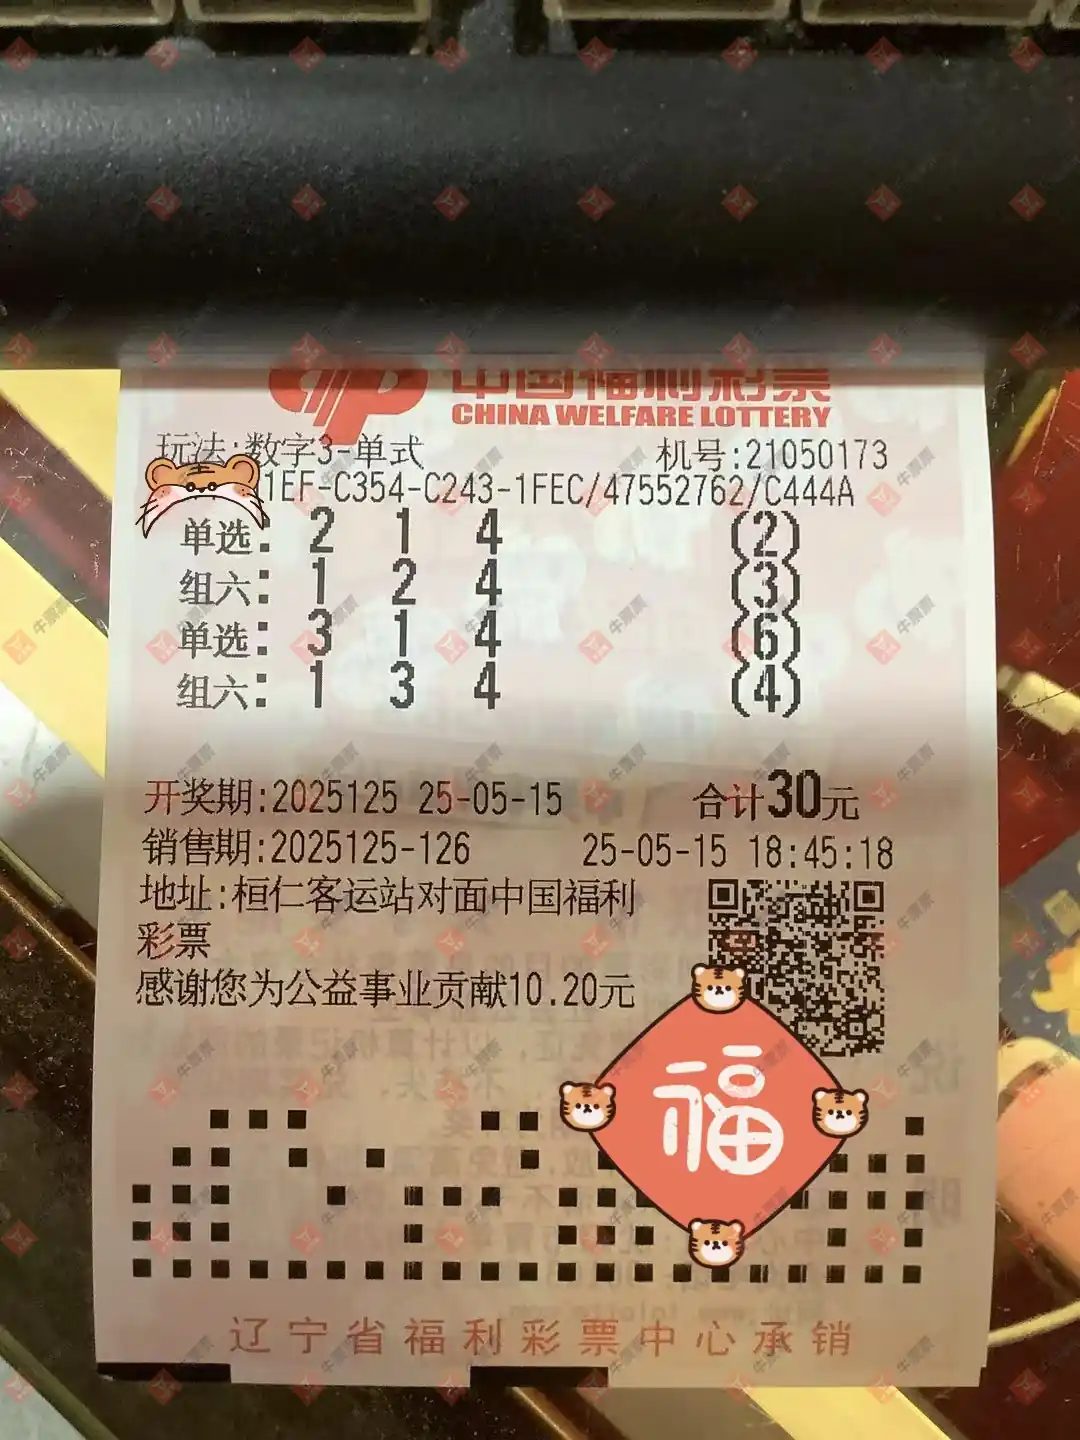 中国福利彩票
CHINA WELFARE LOTTERY
玩法:数字3-单式 机号:21050173
1EF-C354-C243-1FEC/47552762/C444A
单选: 2 1 4 (2)
组六: 1 2 4 (3)
单选: 3 1 4 (6)
组六: 1 3 4 (4)
开奖期:2025125 25-05-15 合计30元
销售期:2025125-126 25-05-15 18:45:18
地址:桓仁客运站对面中国福利
彩票
感谢您为公益事业贡献10.20元
福
辽宁省福利彩票中心承销
牛票票